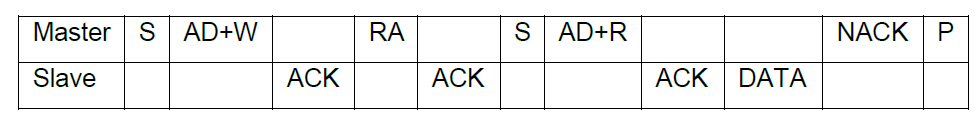 Master S AD+W RA S AD+R NACK P
Slave ACK ACK ACK DATA